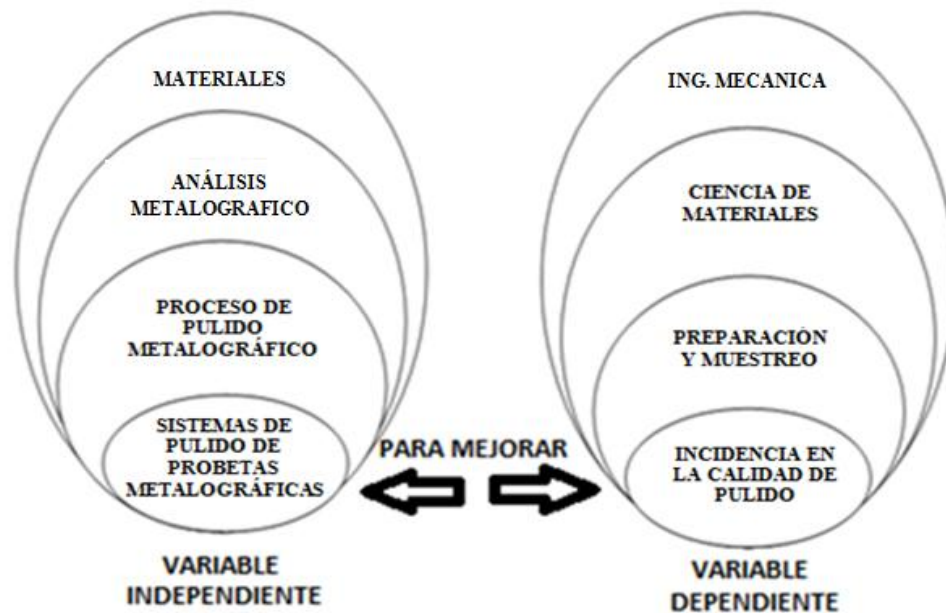 MATERIALES
ANÁLISIS
METALOGRAFICO
PROCESO DE
PULIDO
METALOGRÁFICO
SISTEMAS DE
PULIDO DE
PROBETAS
METALOGRÁFICAS
VARIABLE
INDEPENDIENTE
PARA MEJORAR
ING. MECANICA
CIENCIA DE
MATERIALES
PREPARACIÓN
Y MUESTREO
INCIDENCIA EN
LA CALIDAD DE
PULIDO
VARIABLE
DEPENDIENTE